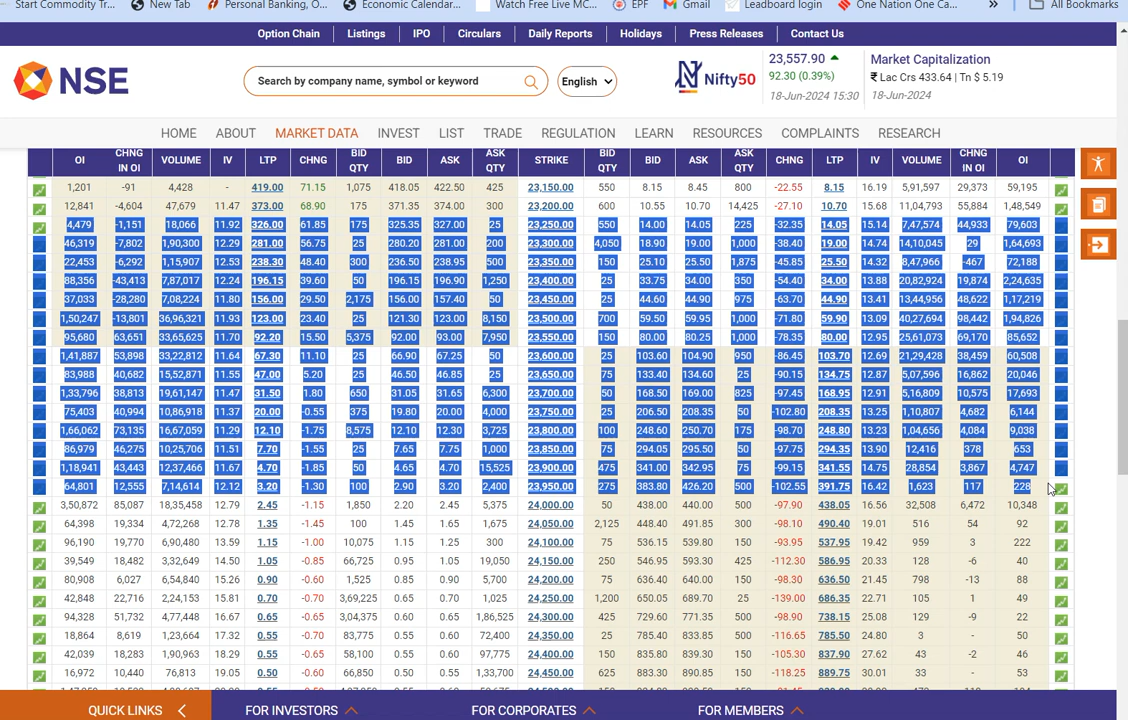 Start Commodity Tr... New Tab Personal Banking, O... Economic Calendar... Watch Free Live MC... EPF Gmail Leadboard login One Nation One Ca... » All Bookmarks
Option Chain Listings IPO Circulars Daily Reports Holidays Press Releases Contact Us
NSE
Search by company name, symbol or keyword
English
Nifty50
23,557.90
92.30 (0.39%)
18-Jun-2024 15:30
Market Capitalization
₹ Lac Crs 433.64 | Tn $ 5.19
18-Jun-2024
HOME ABOUT MARKET DATA INVEST LIST TRADE REGULATION LEARN RESOURCES COMPLAINTS RESEARCH
OI CHNG IN OI VOLUME IV LTP CHNG BID QTY BID ASK ASK QTY STRIKE BID QTY BID ASK ASK QTY CHNG LTP IV VOLUME CHNG IN OI OI
1,201 -91 4,428 - 419.00 71.15 1,075 418.05 422.50 425 23,150.00 550 8.15 8.45 800 -22.55 8.15 16.19 5,91,597 29,373 59,195
12,841 -4,604 47,679 11.47 373.00 68.90 175 371.35 374.00 300 23,200.00 600 10.55 10.70 14,425 -27.10 10.70 15.68 11,04,793 55,884 1,48,549
4,479 -1,151 18,066 11.92 326.00 61.85 175 325.35 327.00 25 23,250.00 550 14.00 14.05 225 -32.35 14.05 15.14 7,47,574 44,933 79,603
46,319 -7,802 1,90,300 12.29 281.00 56.75 25 280.20 281.00 200 23,300.00 4,050 18.90 19.00 1,000 -38.40 19.00 14.74 14,10,045 29 1,64,693
22,453 -6,292 1,15,907 12.53 238.30 48.40 300 236.50 238.95 500 23,350.00 150 25.10 25.50 1,875 -45.85 25.50 14.32 8,47,966 -467 72,188
88,356 -43,413 7,87,017 12.24 196.15 39.60 50 196.15 196.90 1,250 23,400.00 25 33.75 34.00 350 -54.40 34.00 13.88 20,82,924 19,874 2,24,635
37,033 -28,280 7,08,224 11.80 156.00 29.50 2,175 156.00 157.40 50 23,450.00 25 44.60 44.90 975 -63.70 44.90 13.41 13,44,956 48,622 1,17,219
1,50,247 -13,801 36,96,321 11.93 123.00 23.40 25 121.30 123.00 8,150 23,500.00 700 59.50 59.95 1,000 -71.80 59.90 13.09 40,27,694 98,442 1,94,826
95,680 63,651 33,65,625 11.70 92.20 15.50 5,375 92.00 93.00 7,950 23,550.00 150 80.00 80.25 1,000 -78.35 80.00 12.95 25,61,073 69,170 85,652
1,41,887 53,898 33,22,812 11.64 67.30 11.10 25 66.90 67.25 50 23,600.00 25 103.60 104.90 950 -86.45 103.70 12.69 21,29,428 38,459 60,508
83,988 40,682 15,52,871 11.55 47.00 5.20 25 46.50 46.85 25 23,650.00 75 133.40 134.60 25 -90.15 134.75 12.87 5,07,596 16,862 20,046
1,33,796 38,813 19,61,147 11.47 31.50 1.80 650 31.05 31.65 6,300 23,700.00 50 168.50 169.00 825 -90.75 168.95 12.91 5,16,809 10,575 17,693
75,403 40,994 10,86,918 11.37 20.00 -0.55 375 19.80 20.00 4,000 23,750.00 25 206.50 208.35 50 -102.80 208.35 13.25 1,10,807 4,682 6,144
1,66,062 73,135 16,67,059 11.29 12.10 -1.75 8,575 12.10 12.30 3,725 23,800.00 100 248.60 250.70 175 -98.70 248.80 13.23 1,04,656 4,084 9,038
86,979 46,275 10,25,706 11.51 7.70 -1.55 25 7.65 7.75 1,000 23,850.00 75 294.05 295.50 50 -97.75 294.35 13.90 12,416 378 653
1,18,941 43,443 12,37,466 11.67 4.70 -1.85 50 4.65 4.70 15,525 23,900.00 475 341.00 342.95 75 -99.15 341.55 14.75 28,854 3,867 4,747
64,801 12,555 7,14,614 12.12 3.20 -1.30 100 2.90 3.20 2,400 23,950.00 275 383.80 426.20 500 -102.55 391.75 16.42 1,623 117 228
3,50,872 85,087 18,35,458 12.79 2.45 -1.15 1,850 2.20 2.45 5,375 24,000.00 50 438.00 440.00 500 -97.90 438.05 16.56 32,508 6,472 10,348
64,398 19,334 4,72,268 12.78 1.35 -1.45 100 1.45 1.65 1,675 24,050.00 2,125 448.40 491.85 300 -98.10 490.40 19.01 516 54 92
96,190 19,770 6,90,480 13.59 1.15 -1.00 10,075 1.15 1.25 300 24,100.00 75 536.15 539.80 150 -93.95 537.95 19.42 959 3 222
39,549 18,482 3,32,649 14.50 1.05 -0.85 66,725 0.95 1.05 19,050 24,150.00 250 546.95 593.30 425 -112.30 586.95 20.33 128 -6 40
80,908 6,027 6,54,840 15.26 0.90 -0.60 1,525 0.85 0.90 5,700 24,200.00 75 636.40 640.00 150 -98.30 636.50 21.45 798 -13 88
42,848 22,716 2,24,153 15.81 0.70 -0.70 3,69,225 0.65 0.70 1,025 24,250.00 1,200 650.05 689.70 25 -139.00 686.35 22.71 105 1 49
94,328 51,732 4,77,048 16.67 0.65 -0.60 3,04,375 0.60 0.65 1,86,525 24,300.00 425 729.60 771.35 500 -98.90 738.15 25.08 129 -9 22
18,864 8,619 1,23,664 17.32 0.55 -0.70 83,775 0.55 0.60 72,400 24,350.00 25 785.40 833.85 500 -116.65 785.50 24.80 3 - 50
42,039 18,283 1,90,963 18.29 0.55 -0.65 58,100 0.55 0.60 97,775 24,400.00 150 835.80 839.30 150 -105.30 837.90 27.62 43 -2 46
16,972 10,440 76,813 19.05 0.50 -0.60 66,850 0.50 0.55 1,33,700 24,450.00 625 883.30 890.85 150 -118.25 889.75 30.01 33 - 53
QUICK LINKS FOR INVESTORS FOR CORPORATES FOR MEMBERS